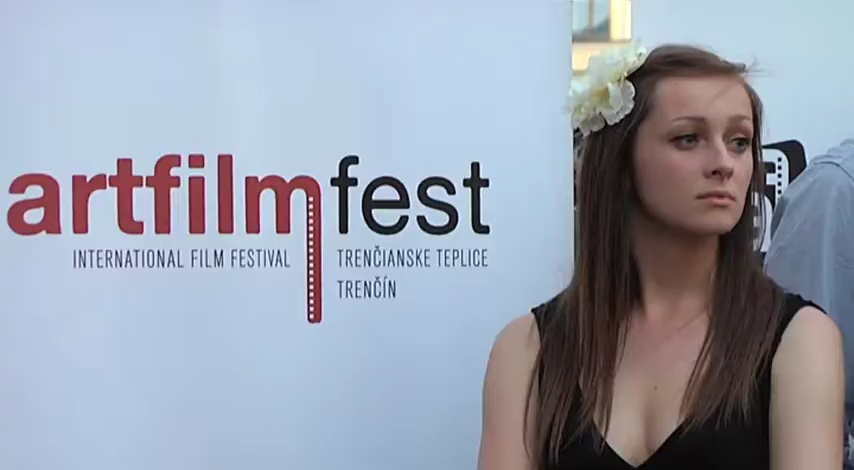 artfilmfest
INTERNATIONAL FILM FESTIVAL TRENČIANSKE TEPLICE
TRENČÍN